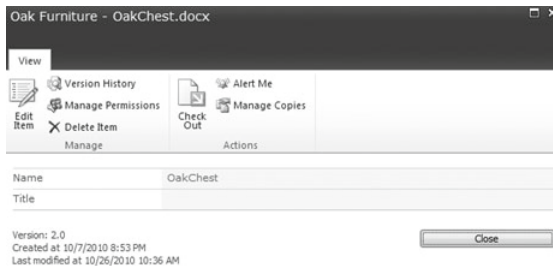 Oak Furniture - OakChest.docx
View
Edit Item
Version History
Manage Permissions
Delete Item
Manage
Check Out
Alert Me
Manage Copies
Actions
Name OakChest
Title
Version: 2.0
Created at 10/7/2010 8:53 PM
Last modified at 10/26/2010 10:36 AM
Close